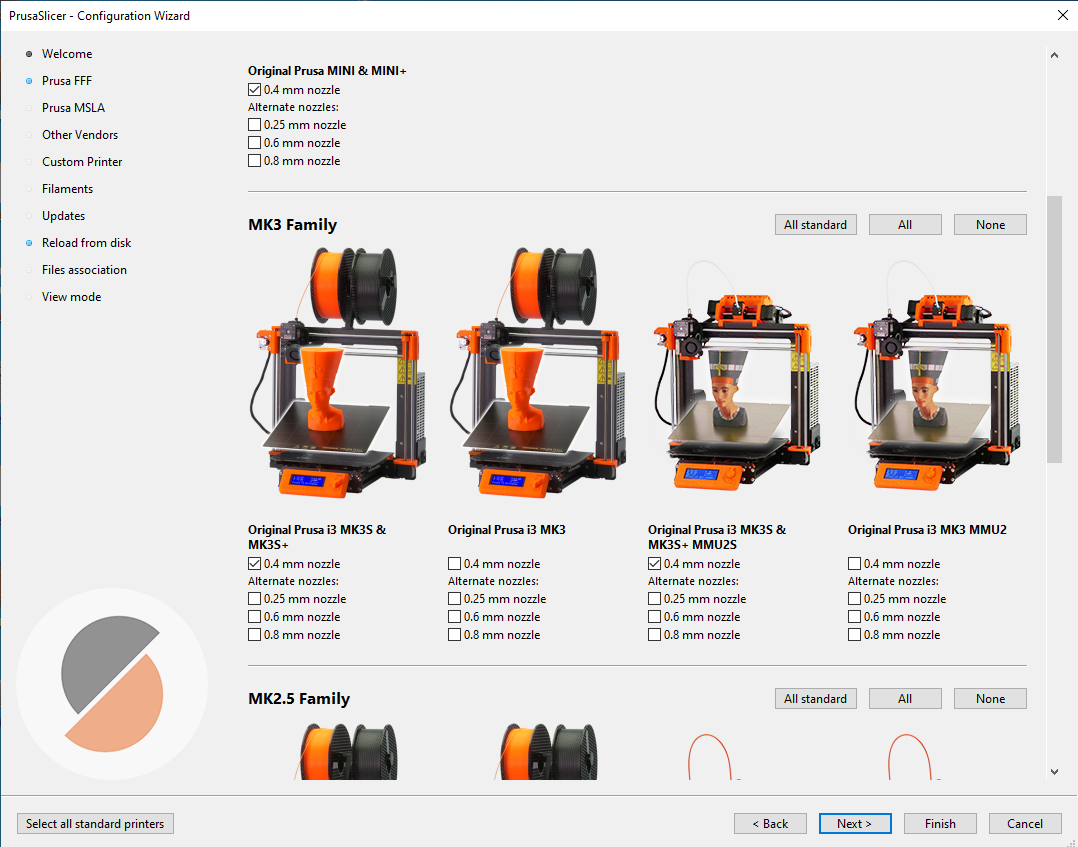 PrusaSlicer - Configuration Wizard
Welcome
Prusa FFF
Prusa MSLA
Other Vendors
Custom Printer
Filaments
Updates
Reload from disk
Files association
View mode
Original Prusa MINI & MINI+
0.4 mm nozzle
Alternate nozzles:
0.25 mm nozzle
0.6 mm nozzle
0.8 mm nozzle
MK3 Family
All standard
All
None
Original Prusa i3 MK3S &
MK3S+
0.4 mm nozzle
Alternate nozzles:
0.25 mm nozzle
0.6 mm nozzle
0.8 mm nozzle
Original Prusa i3 MK3
0.4 mm nozzle
Alternate nozzles:
0.25 mm nozzle
0.6 mm nozzle
0.8 mm nozzle
Original Prusa i3 MK3S &
MK3S+ MMU2S
0.4 mm nozzle
Alternate nozzles:
0.25 mm nozzle
0.6 mm nozzle
0.8 mm nozzle
Original Prusa i3 MK3 MMU2
0.4 mm nozzle
Alternate nozzles:
0.25 mm nozzle
0.6 mm nozzle
0.8 mm nozzle
MK2.5 Family
All standard
All
None
Select all standard printers
< Back
Next >
Finish
Cancel